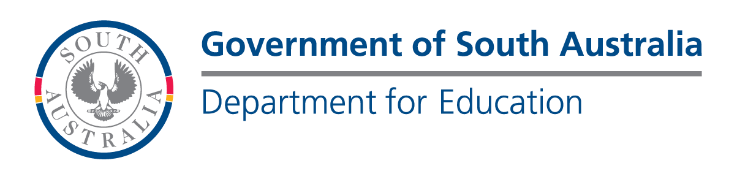 SOUTH
AUSTRALIA
Government of South Australia
Department for Education